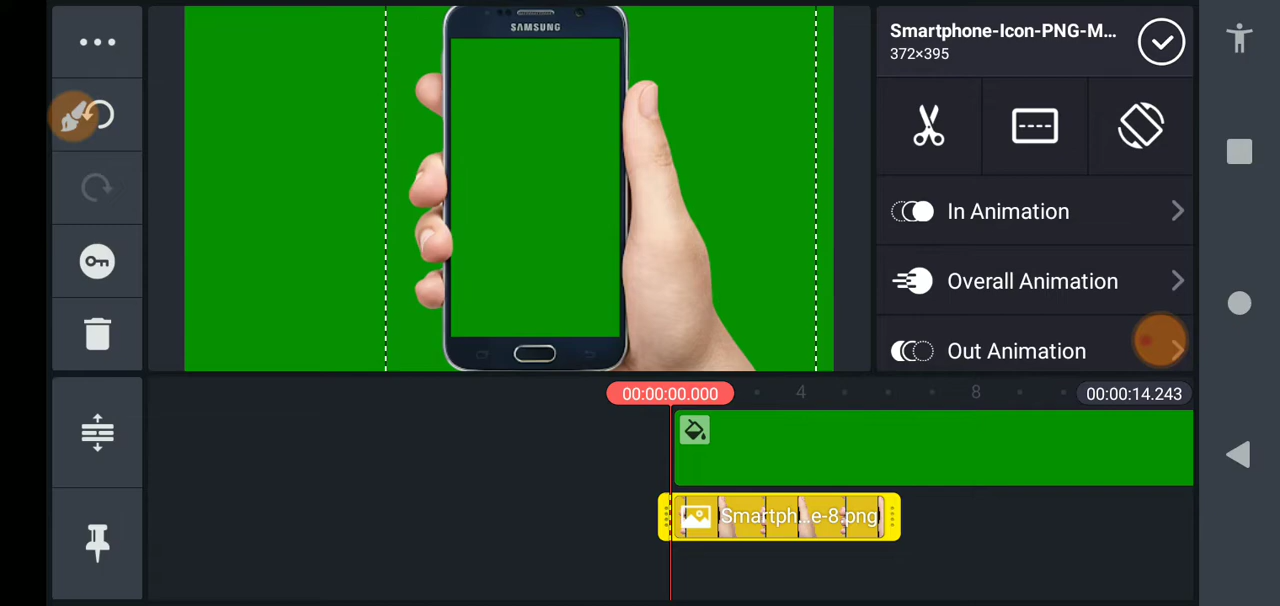 SAMSUNG
Smartphone-Icon-PNG-M...
372×395
In Animation
Overall Animation
Out Animation
00:00:00.000
4
8
00:00:14.243
Smartph...e-8.png